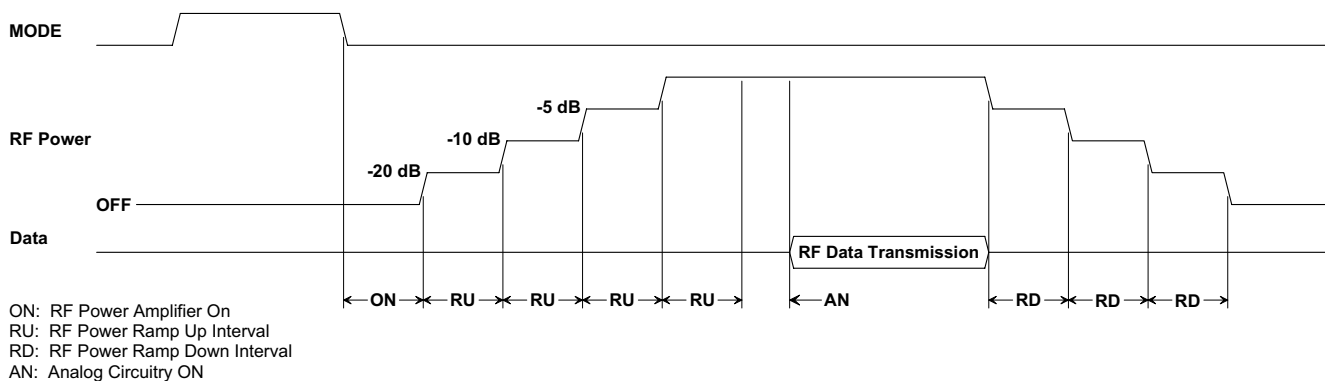 MODE
-5 dB
RF Power
-10 dB
-20 dB
OFF
Data
RF Data Transmission
ON RU RU RU RU AN RD RD RD
ON: RF Power Amplifier On
RU: RF Power Ramp Up Interval
RD: RF Power Ramp Down Interval
AN: Analog Circuitry ON